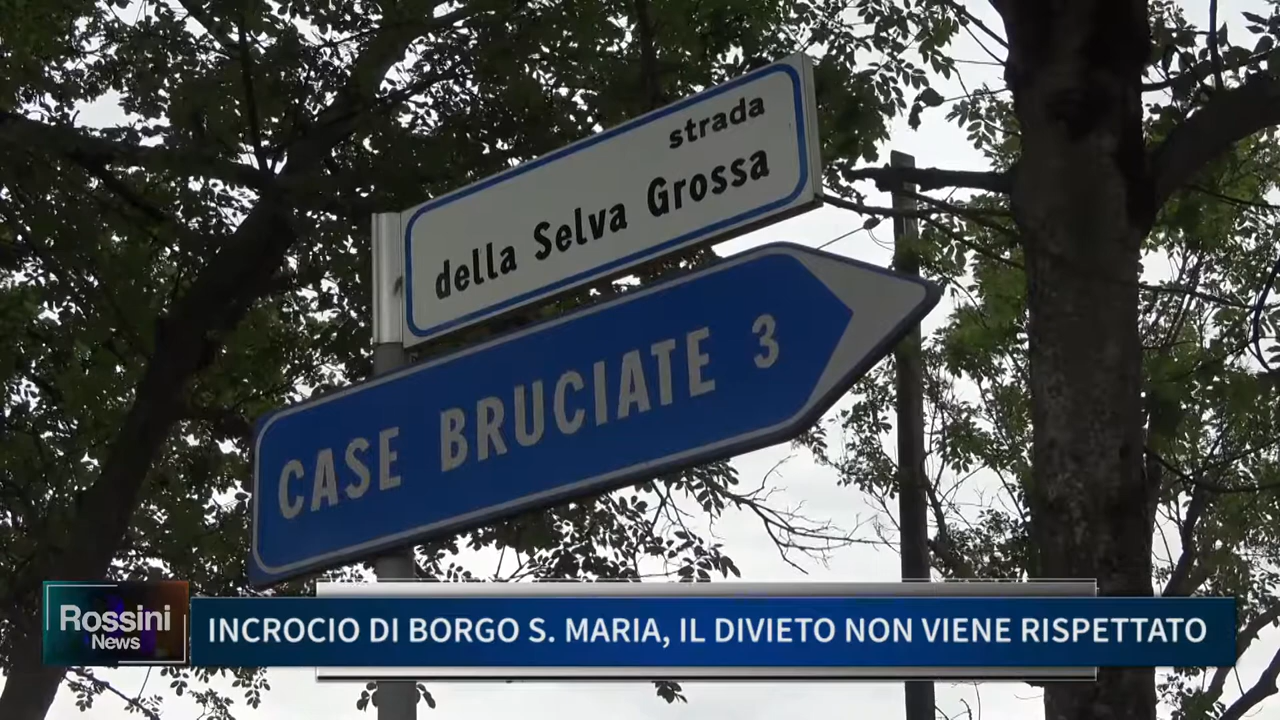 strada
della Selva Grossa
CASE BRUCIATE 3
Rossini
News
INCROCIO DI BORGO S. MARIA, IL DIVIETO NON VIENE RISPETTATO